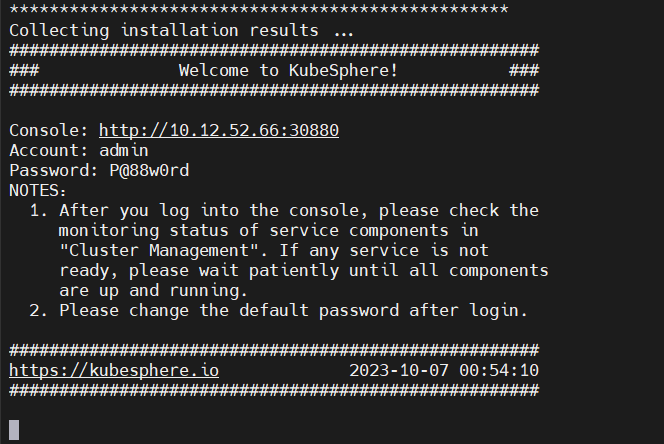 **************************************************
Collecting installation results ...
#####################################################
###              Welcome to KubeSphere!           ###
#####################################################
Console: http://10.12.52.66:30880
Account: admin
Password: P@88w0rd
NOTES:
  1. After you log into the console, please check the
     monitoring status of service components in
     "Cluster Management". If any service is not
     ready, please wait patiently until all components
     are up and running.
  2. Please change the default password after login.
#####################################################
https://kubesphere.io             2023-10-07 00:54:10
#####################################################